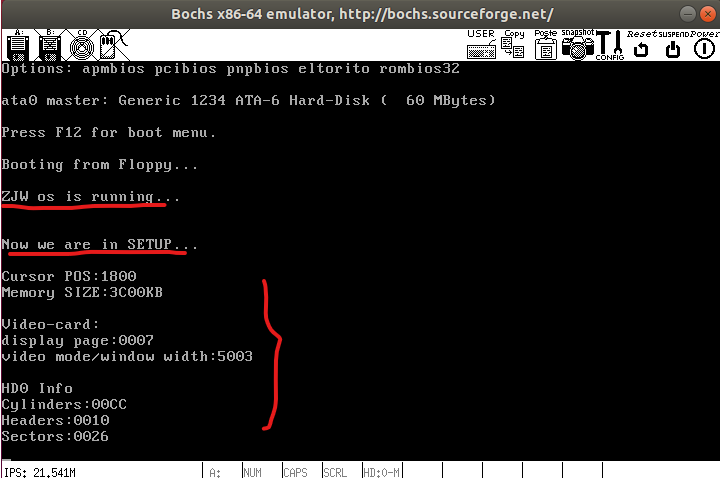 Bochs x86-64 emulator, http://bochs.sourceforge.net/
A: B: CD USER Copy Paste snapshot CONFIG Reset SUSPEND Power
Options: apmbios pcibios pnpbios eltorito rombios32
ata0 master: Generic 1234 ATA-6 Hard-Disk (  60 MBytes)
Press F12 for boot menu.
Booting from Floppy...
ZJW os is running...
Now we are in SETUP...
Cursor POS:1800
Memory SIZE:3C00KB
Video-card:
display page:0007
video mode/window width:5003
HD0 Info
Cylinders:00CC
Headers:0010
Sectors:0026
IPS: 21.541M A: NUM CAPS SCRL HD:0-M